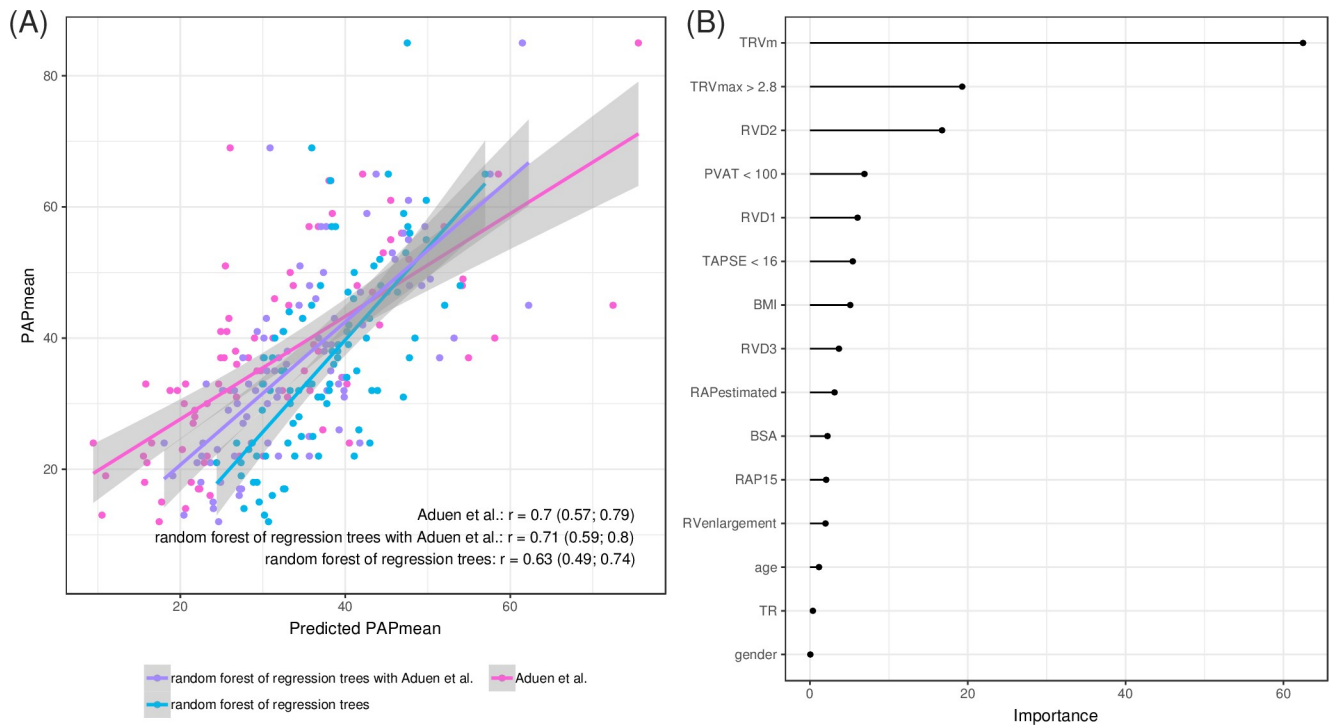 (A)
PAPmean
80
60
40
20
Aduen et al.: r = 0.7 (0.57; 0.79)
random forest of regression trees with Aduen et al.: r = 0.71 (0.59; 0.8)
random forest of regression trees: r = 0.63 (0.49; 0.74)
20 40 60
Predicted PAPmean
random forest of regression trees with Aduen et al. Aduen et al.
random forest of regression trees
(B)
TRVm
TRVmax > 2.8
RVD2
PVAT < 100
RVD1
TAPSE < 16
BMI
RVD3
RAPestimated
BSA
RAP15
RVenlargement
age
TR
gender
0 20 40 60
Importance